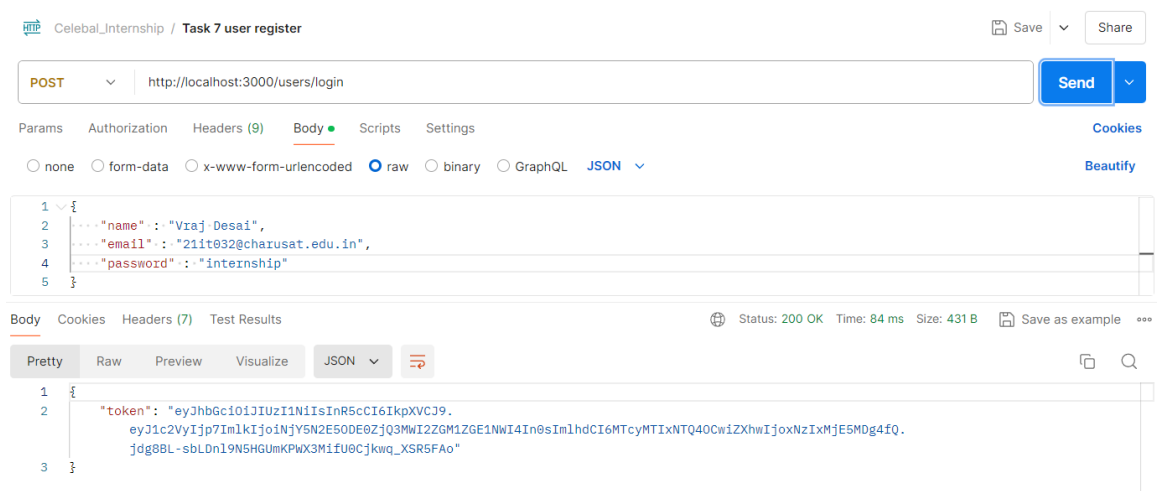 HTTP Celebal_Internship / Task 7 user register Save Share
POST http://localhost:3000/users/login Send
Params Authorization Headers (9) Body Scripts Settings Cookies
none form-data x-www-form-urlencoded raw binary GraphQL JSON Beautify
1 {
2 "name" : "Vraj Desai",
3 "email" : "21it032@charusat.edu.in",
4 "password" : "internship"
5 }
Body Cookies Headers (7) Test Results Status: 200 OK Time: 84 ms Size: 431 B Save as example
Pretty Raw Preview Visualize JSON
1 {
2 "token": "eyJhbGciOiJIUzI1NiIsInR5cCI6IkpXVCJ9.
eyJ1c2VyIjp7ImlkIjoiNjY5N2E5ODE0ZjQ3MWI2ZGM1ZGE1NWI4In0sImlhdCI6MTcyMTIxNTQ4OCwiZXhwIjoxNzIxMjE5MDg4fQ.
jdg8BL-sbLDnl9N5HGUmKPWX3MifU0Cjkwq_XSR5FAo"
3 }